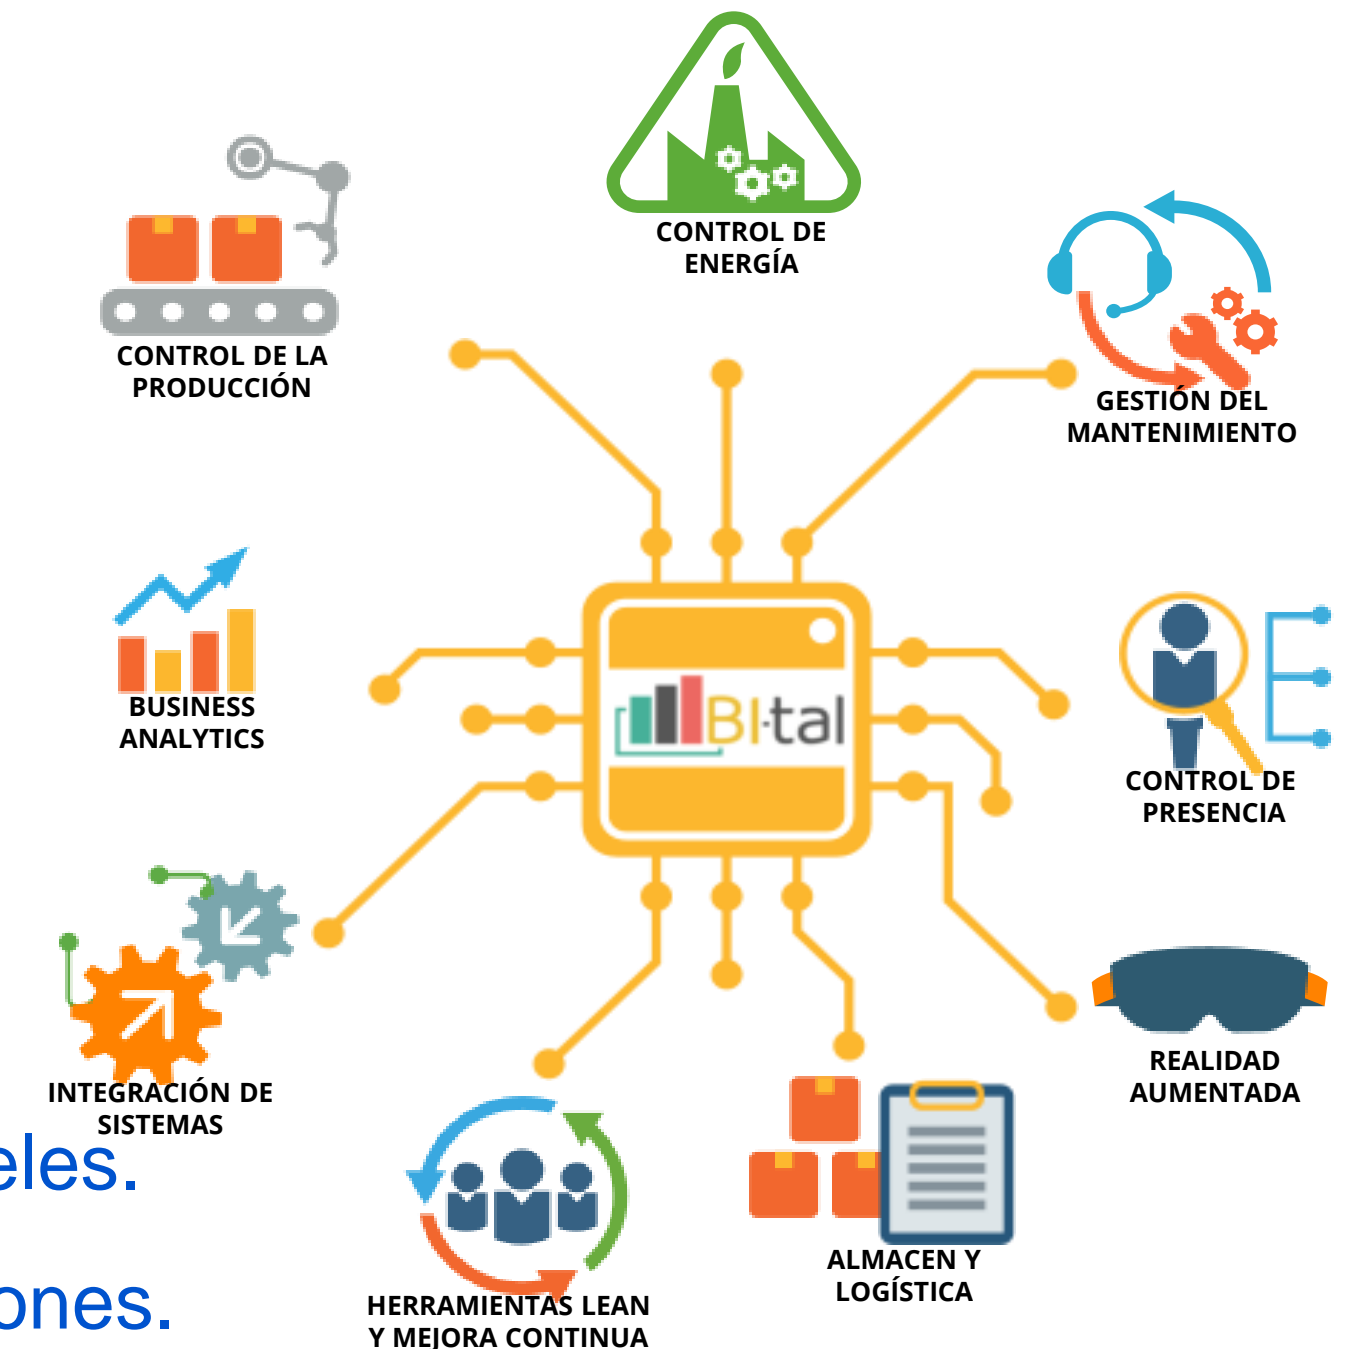 CONTROL DE
ENERGÍA
CONTROL DE LA
PRODUCCIÓN
GESTIÓN DEL
MANTENIMIENTO
BUSINESS
ANALYTICS
BI-tal
CONTROL DE
PRESENCIA
REALIDAD
AUMENTADA
INTEGRACIÓN DE
SISTEMAS
eles.
ALMACEN Y
LOGÍSTICA
ones.
HERRAMIENTAS LEAN
Y MEJORA CONTINUA